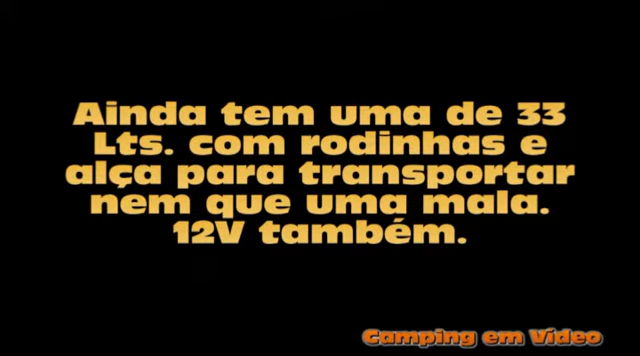 Ainda tem uma de 33
Lts. com rodinhas e
alça para transportar
nem que uma mala.
12V também.
Camping em Vídeo